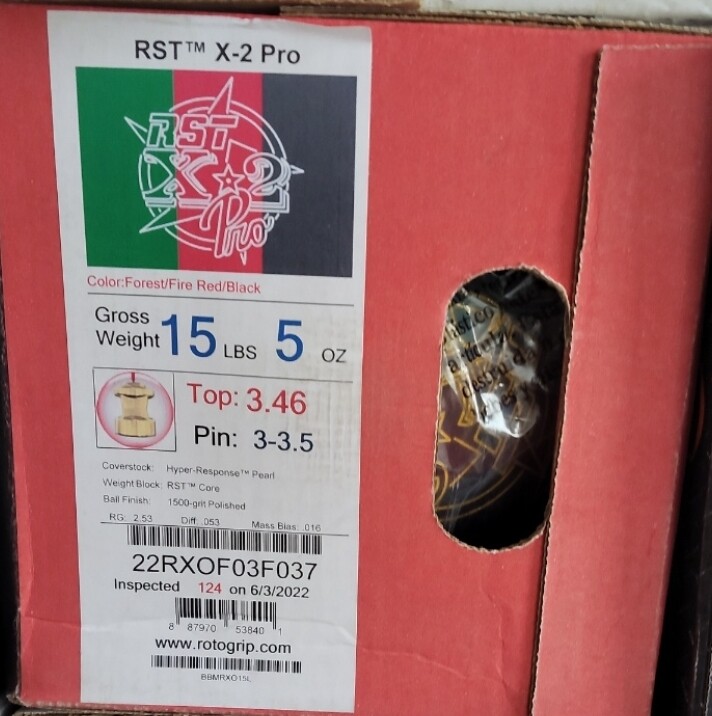 RST™ X-2 Pro
RST
X★2
Pro
Color:Forest/Fire Red/Black
Gross Weight 15 LBS 5 OZ
Top: 3.46
Pin: 3-3.5
Coverstock: Hyper-Response™ Pearl
Weight Block: RST™ Core
Ball Finish: 1500-grit Polished
RG: 2.53 Diff: .053 Mass Bias: .016
22RXOF03F037
Inspected 124 on 6/3/2022
8 87970 53840 1
www.rotogrip.com
BBMRXO15L